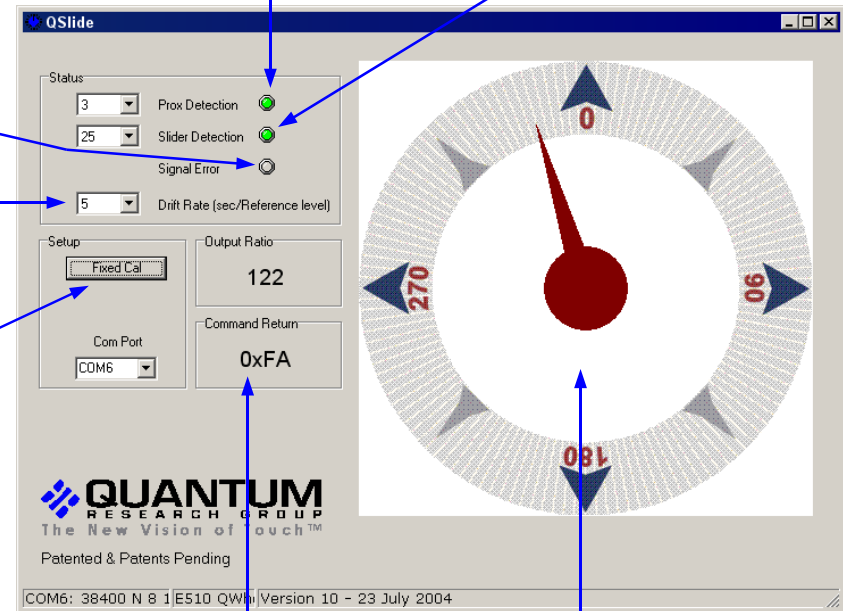 QSlide
Status
3 Prox Detection
25 Slider Detection
Signal Error
5 Drift Rate (sec/Reference level)
Setup
Fixed Cal
Com Port
COM6
Output Ratio
122
Command Return
0xFA
0
90
180
270
QUANTUM
RESEARCH GROUP
The New Vision of Touch™
Patented & Patents Pending
COM6: 38400 N 8 1 E510 QWh Version 10 - 23 July 2004